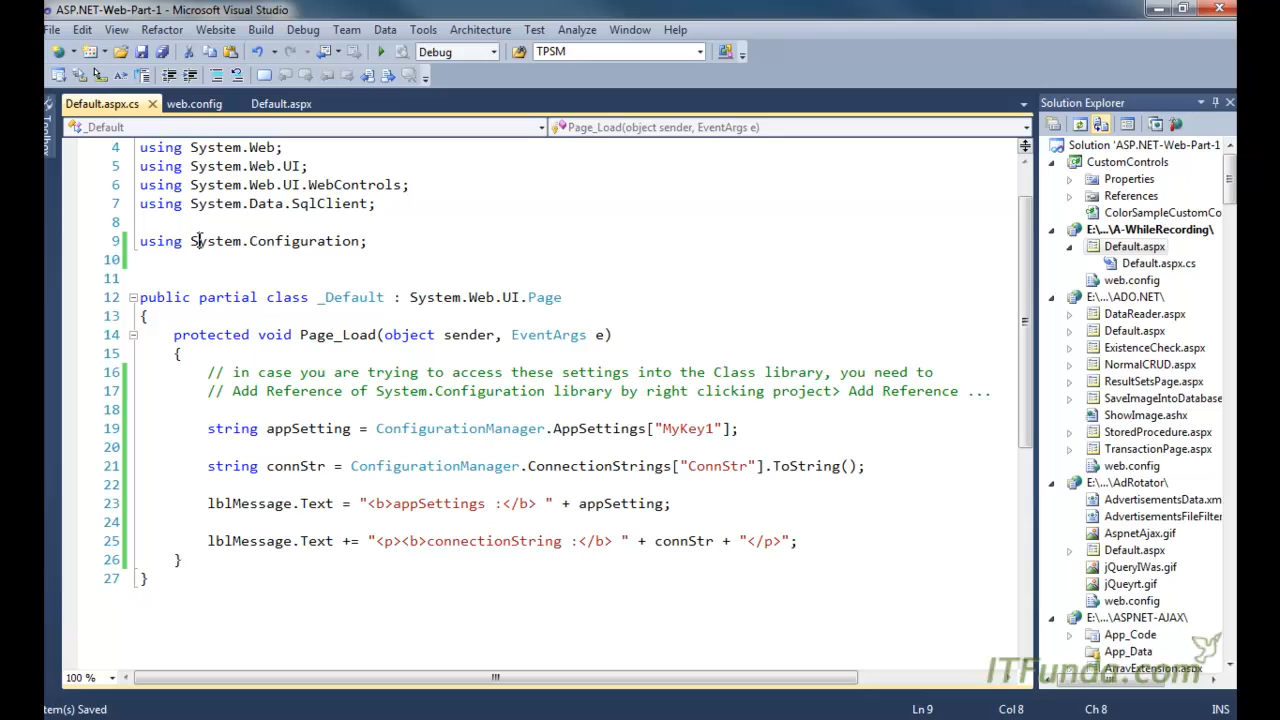 ASP.NET-Web-Part-1 - Microsoft Visual Studio
File Edit View Refactor Website Build Debug Team Data Tools Architecture Test Analyze Window Help
Debug TPSM
Default.aspx.cs web.config Default.aspx
Solution Explorer
_Default Page_Load(object sender, EventArgs e)
4 using System.Web;
5 using System.Web.UI;
6 using System.Web.UI.WebControls;
7 using System.Data.SqlClient;
8
9 using System.Configuration;
10
11
12 public partial class _Default : System.Web.UI.Page
13 {
14 protected void Page_Load(object sender, EventArgs e)
15 {
16 // in case you are trying to access these settings into the Class library, you need to
17 // Add Reference of System.Configuration library by right clicking project> Add Reference ...
18
19 string appSetting = ConfigurationManager.AppSettings["MyKey1"];
20
21 string connStr = ConfigurationManager.ConnectionStrings["ConnStr"].ToString();
22
23 lblMessage.Text = "<b>appSettings :</b> " + appSetting;
24
25 lblMessage.Text += "<p><b>connectionString :</b> " + connStr + "</p>";
26 }
27 }
Solution 'ASP.NET-Web-Part-1
CustomControls
Properties
References
ColorSampleCustomCo
E:\...\A-WhileRecording\
Default.aspx
Default.aspx.cs
web.config
E:\...\ADO.NET\
DataReader.aspx
Default.aspx
ExistenceCheck.aspx
NormalCRUD.aspx
ResultSetsPage.aspx
SaveImageIntoDatabase
ShowImage.ashx
StoredProcedure.aspx
TransactionPage.aspx
web.config
E:\...\AdRotator\
AdvertisementsData.xm
AdvertisementsFileFilter
AspnetAjax.gif
Default.aspx
jQueryIWas.gif
jQueyrt.gif
web.config
E:\...\ASPNET-AJAX\
App_Code
App_Data
ArrayExtension.aspx
ITFunda.com
100 %
tem(s) Saved Ln 9 Col 8 Ch 8 INS